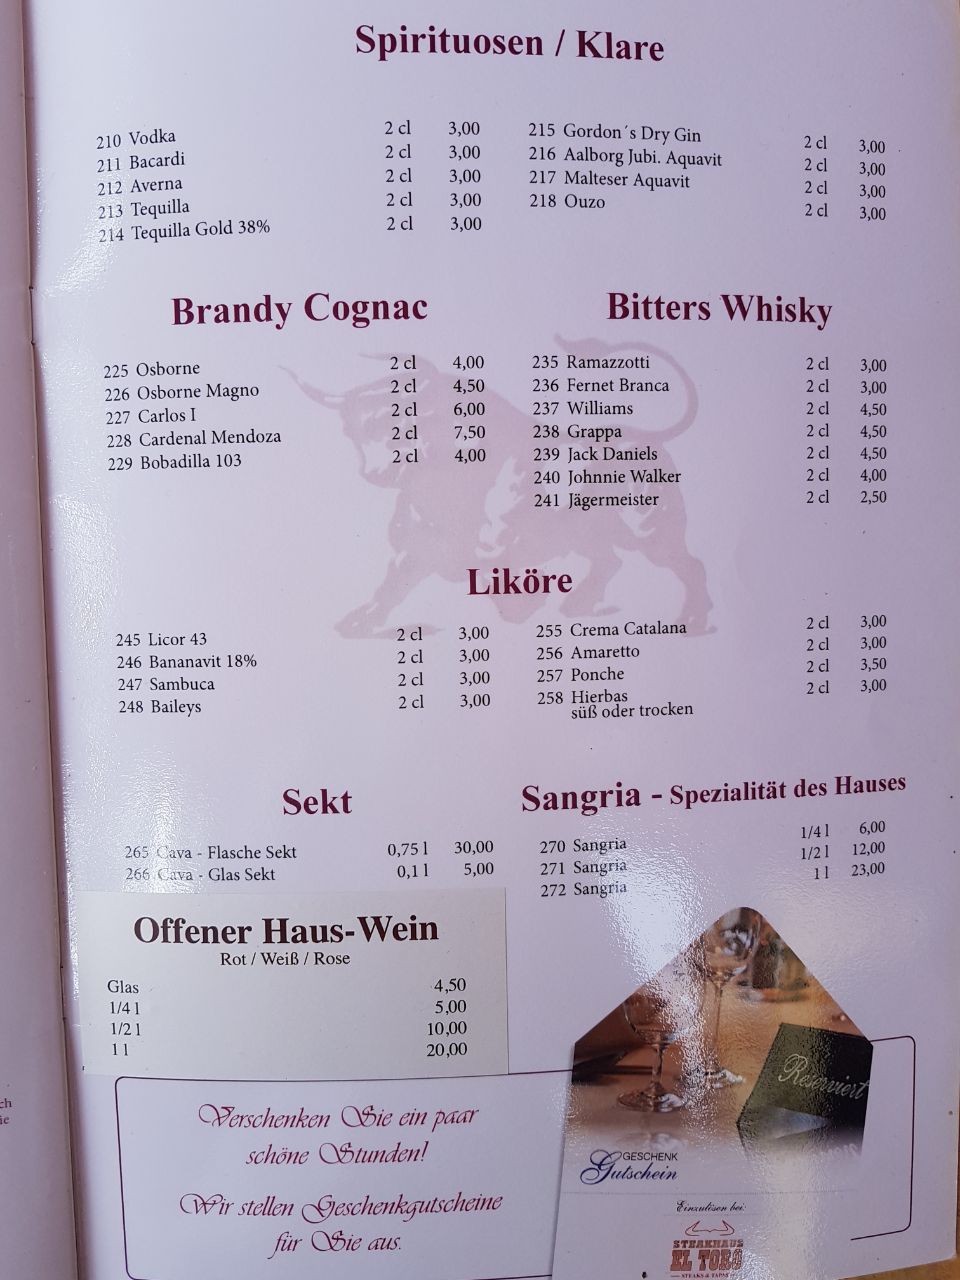 Spirituosen / Klare
210 Vodka 2 cl 3,00
211 Bacardi 2 cl 3,00
212 Averna 2 cl 3,00
213 Tequilla 2 cl 3,00
214 Tequilla Gold 38% 2 cl 3,00
215 Gordon´s Dry Gin 2 cl 3,00
216 Aalborg Jubi. Aquavit 2 cl 3,00
217 Malteser Aquavit 2 cl 3,00
218 Ouzo 2 cl 3,00
Brandy Cognac
225 Osborne 2 cl 4,00
226 Osborne Magno 2 cl 4,50
227 Carlos I 2 cl 6,00
228 Cardenal Mendoza 2 cl 7,50
229 Bobadilla 103 2 cl 4,00
Bitters Whisky
235 Ramazzotti 2 cl 3,00
236 Fernet Branca 2 cl 3,00
237 Williams 2 cl 4,50
238 Grappa 2 cl 4,50
239 Jack Daniels 2 cl 4,50
240 Johnnie Walker 2 cl 4,00
241 Jägermeister 2 cl 2,50
Liköre
245 Licor 43 2 cl 3,00
246 Bananavit 18% 2 cl 3,00
247 Sambuca 2 cl 3,00
248 Baileys 2 cl 3,00
255 Crema Catalana 2 cl 3,00
256 Amaretto 2 cl 3,00
257 Ponche 2 cl 3,50
258 Hierbas 2 cl 3,00
süß oder trocken
Sekt
265 Cava - Flasche Sekt 0,75 l 30,00
266 Cava - Glas Sekt 0,1 l 5,00
Sangria - Spezialität des Hauses
270 Sangria 1/4 l 6,00
271 Sangria 1/2 l 12,00
272 Sangria 1 l 23,00
Offener Haus-Wein
Rot / Weiß / Rose
Glas 4,50
1/4 l 5,00
1/2 l 10,00
1 l 20,00
Verschenken Sie ein paar
schöne Stunden!
Wir stellen Geschenkgutscheine
für Sie aus.
Reserviert
GESCHENK
Gutschein
Einzulösen bei:
STEAKHAUS
EL TORO
STEAKS & TAPAS